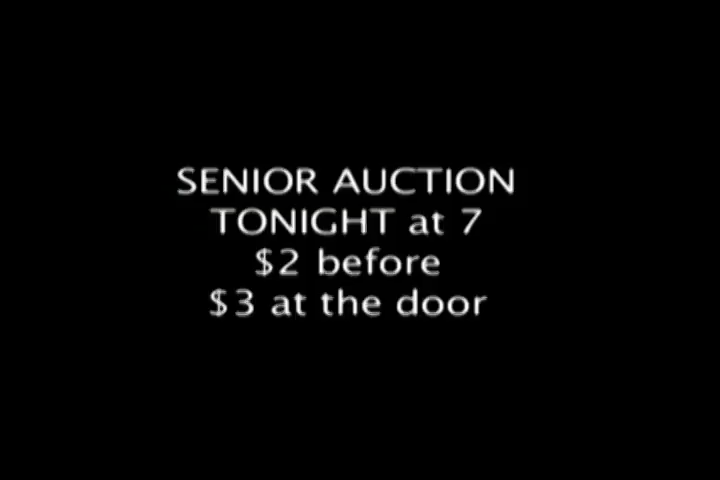 SENIOR AUCTION
TONIGHT at 7
$2 before
$3 at the door